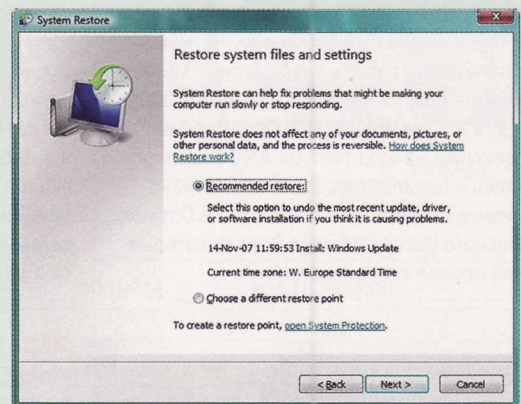 System Restore
Restore system files and settings
System Restore can help fix problems that might be making your
computer run slowly or stop responding.
System Restore does not affect any of your documents, pictures, or
other personal data, and the process is reversible. How does System
Restore work?
Recommended restore:
Select this option to undo the most recent update, driver,
or software installation if you think it is causing problems.
14-Nov-07 11:59:53 Install: Windows Update
Current time zone: W. Europe Standard Time
Choose a different restore point
To create a restore point, open System Protection.
< Back Next > Cancel